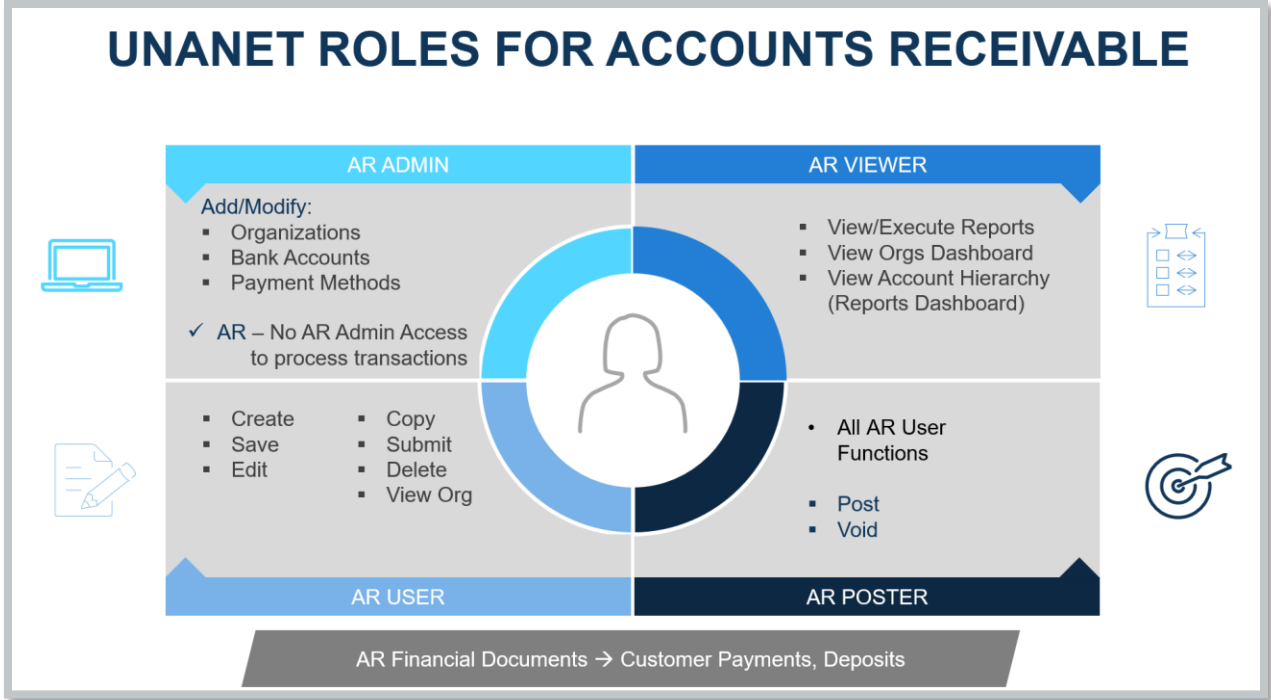 UNANET ROLES FOR ACCOUNTS RECEIVABLE
AR ADMIN
Add/Modify:
▪ Organizations
▪ Bank Accounts
▪ Payment Methods
✓ AR – No AR Admin Access
to process transactions
AR VIEWER
▪ View/Execute Reports
▪ View Orgs Dashboard
▪ View Account Hierarchy
(Reports Dashboard)
▪ Create
▪ Save
▪ Edit
▪ Copy
▪ Submit
▪ Delete
▪ View Org
AR USER
• All AR User
Functions
▪ Post
▪ Void
AR POSTER
AR Financial Documents → Customer Payments, Deposits